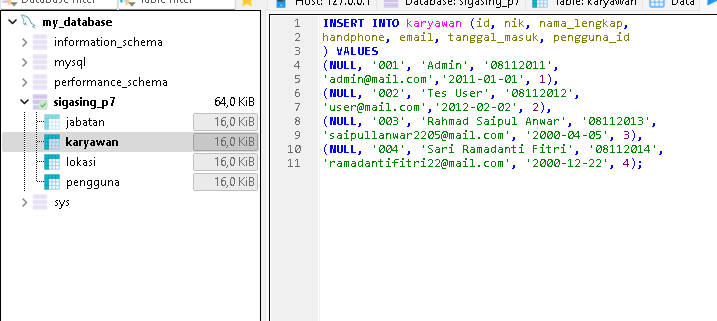 Database filter
Table filter
Host: 127.0.0.1
Database: sigasing_p7
Table: karyawan
Data
my_database
information_schema
mysql
performance_schema
sigasing_p7 64,0 KiB
jabatan 16,0 KiB
karyawan 16,0 KiB
lokasi 16,0 KiB
pengguna 16,0 KiB
sys
1 INSERT INTO karyawan (id, nik, nama_lengkap,
2 handphone, email, tanggal_masuk, pengguna_id
3 ) VALUES
4 (NULL, '001', 'Admin', '08112011',
5 'admin@mail.com','2011-01-01', 1),
6 (NULL, '002', 'Tes User', '08112012',
7 'user@mail.com','2012-02-02', 2),
8 (NULL, '003', 'Rahmad Saipul Anwar', '08112013',
9 'saipullanwar2205@mail.com', '2000-04-05', 3),
10 (NULL, '004', 'Sari Ramadanti Fitri', '08112014',
11 'ramadantifitri22@mail.com', '2000-12-22', 4);